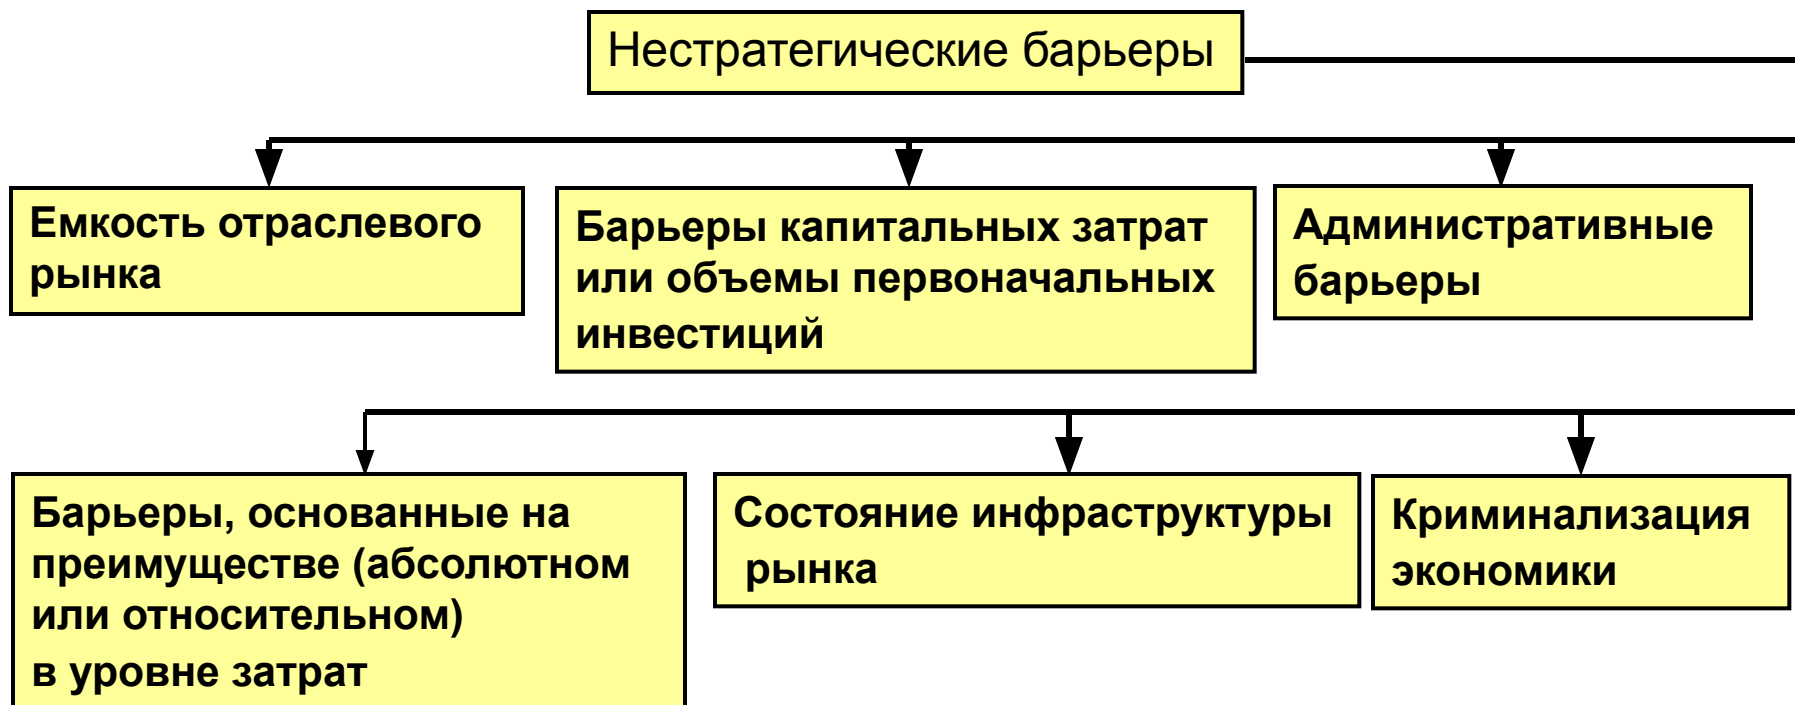 Нестратегические барьеры
Емкость отраслевого
рынка
Барьеры капитальных затрат
или объемы первоначальных
инвестиций
Административные
барьеры
Барьеры, основанные на
преимуществе (абсолютном
или относительном)
в уровне затрат
Состояние инфраструктуры
рынка
Криминализация
экономики